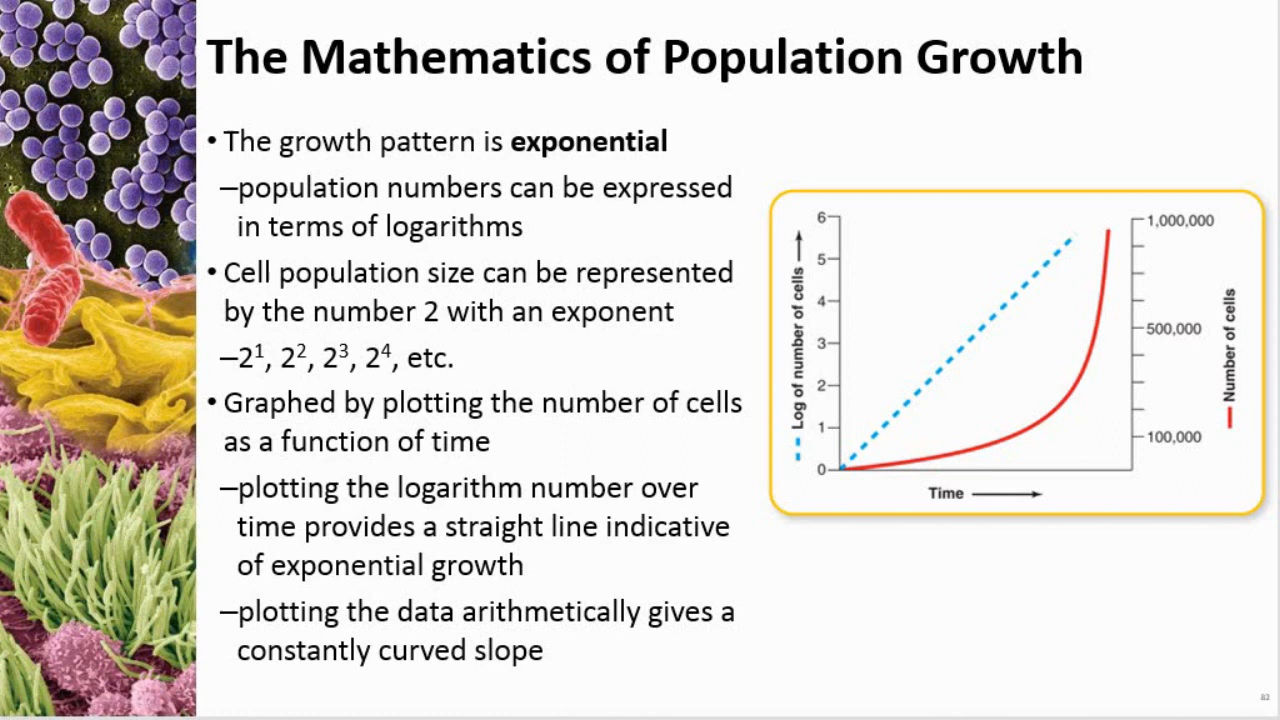 The Mathematics of Population Growth
• The growth pattern is exponential
–population numbers can be expressed
in terms of logarithms
• Cell population size can be represented
by the number 2 with an exponent
–2¹, 2², 2³, 2⁴, etc.
• Graphed by plotting the number of cells
as a function of time
–plotting the logarithm number over
time provides a straight line indicative
of exponential growth
–plotting the data arithmetically gives a
constantly curved slope
Log of number of cells
6
5
4
3
2
1
0
1,000,000
500,000
100,000
Number of cells
Time
82